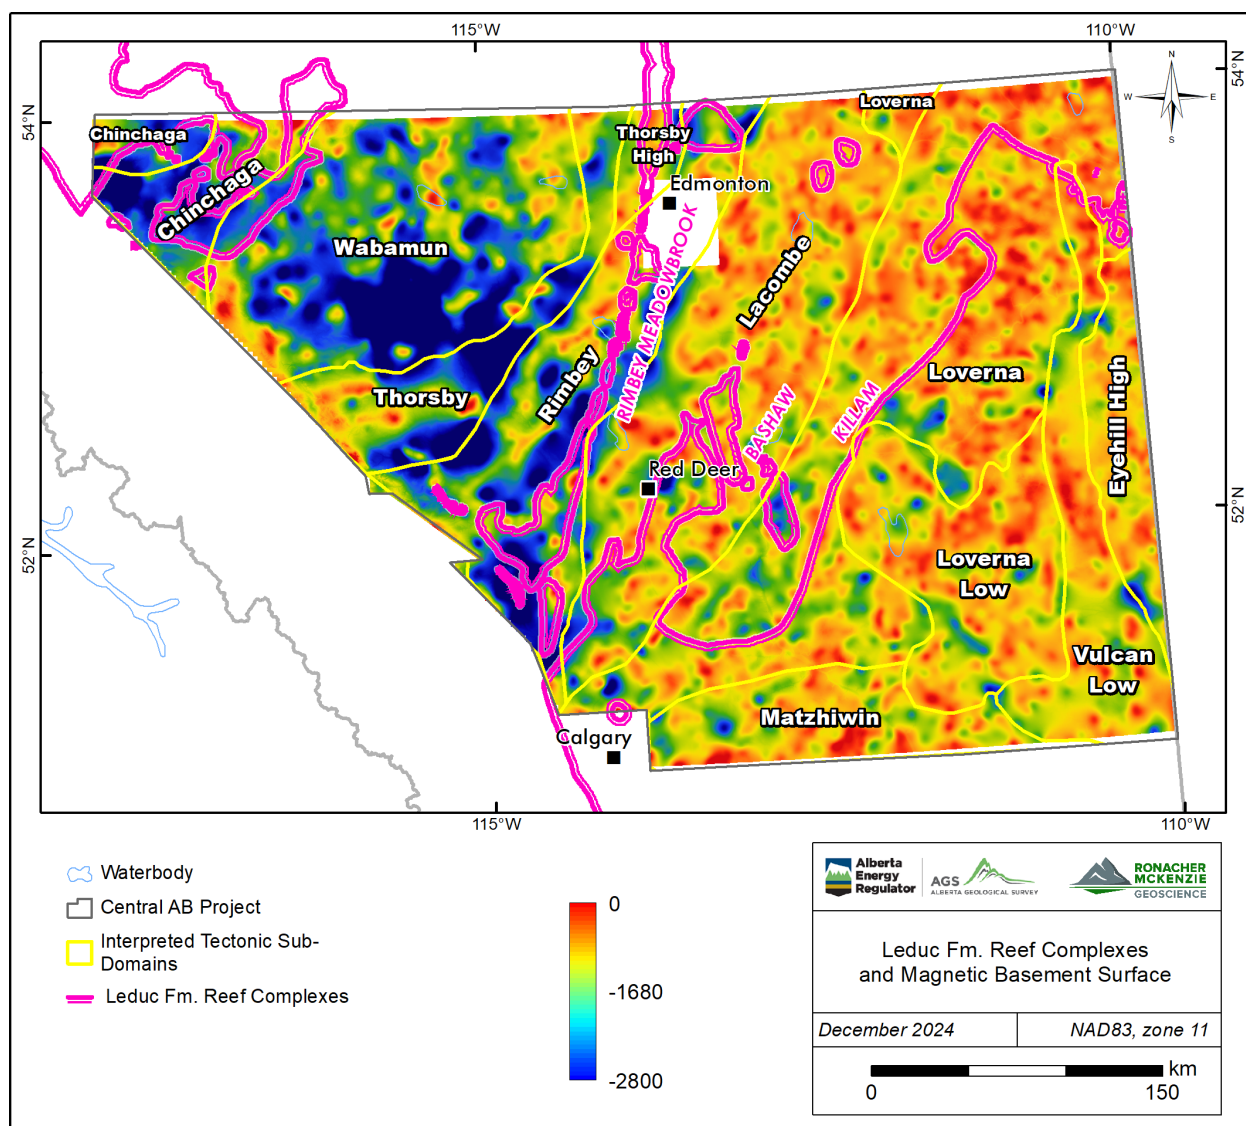 115°W
110°W
54°N
54°N
N
W
E
S
Loverna
Chinchaga
Thorsby
High
Chinchaga
Edmonton
Wabamun
RIMBEY MEADOWBROOK
Lacombe
Rimbey
Thorsby
Loverna
Eyehill High
BASHAW
KILLAM
Red Deer
52°N
52°N
Loverna
Low
Vulcan
Low
Matzhiwin
Calgary
115°W
110°W
Waterbody
Central AB Project
Interpreted Tectonic Sub-
Domains
Leduc Fm. Reef Complexes
0
-1680
-2800
Alberta
Energy
Regulator
AGS
ALBERTA GEOLOGICAL SURVEY
RONACHER
MCKENZIE
GEOSCIENCE
Leduc Fm. Reef Complexes
and Magnetic Basement Surface
December 2024
NAD83, zone 11
km
0
150